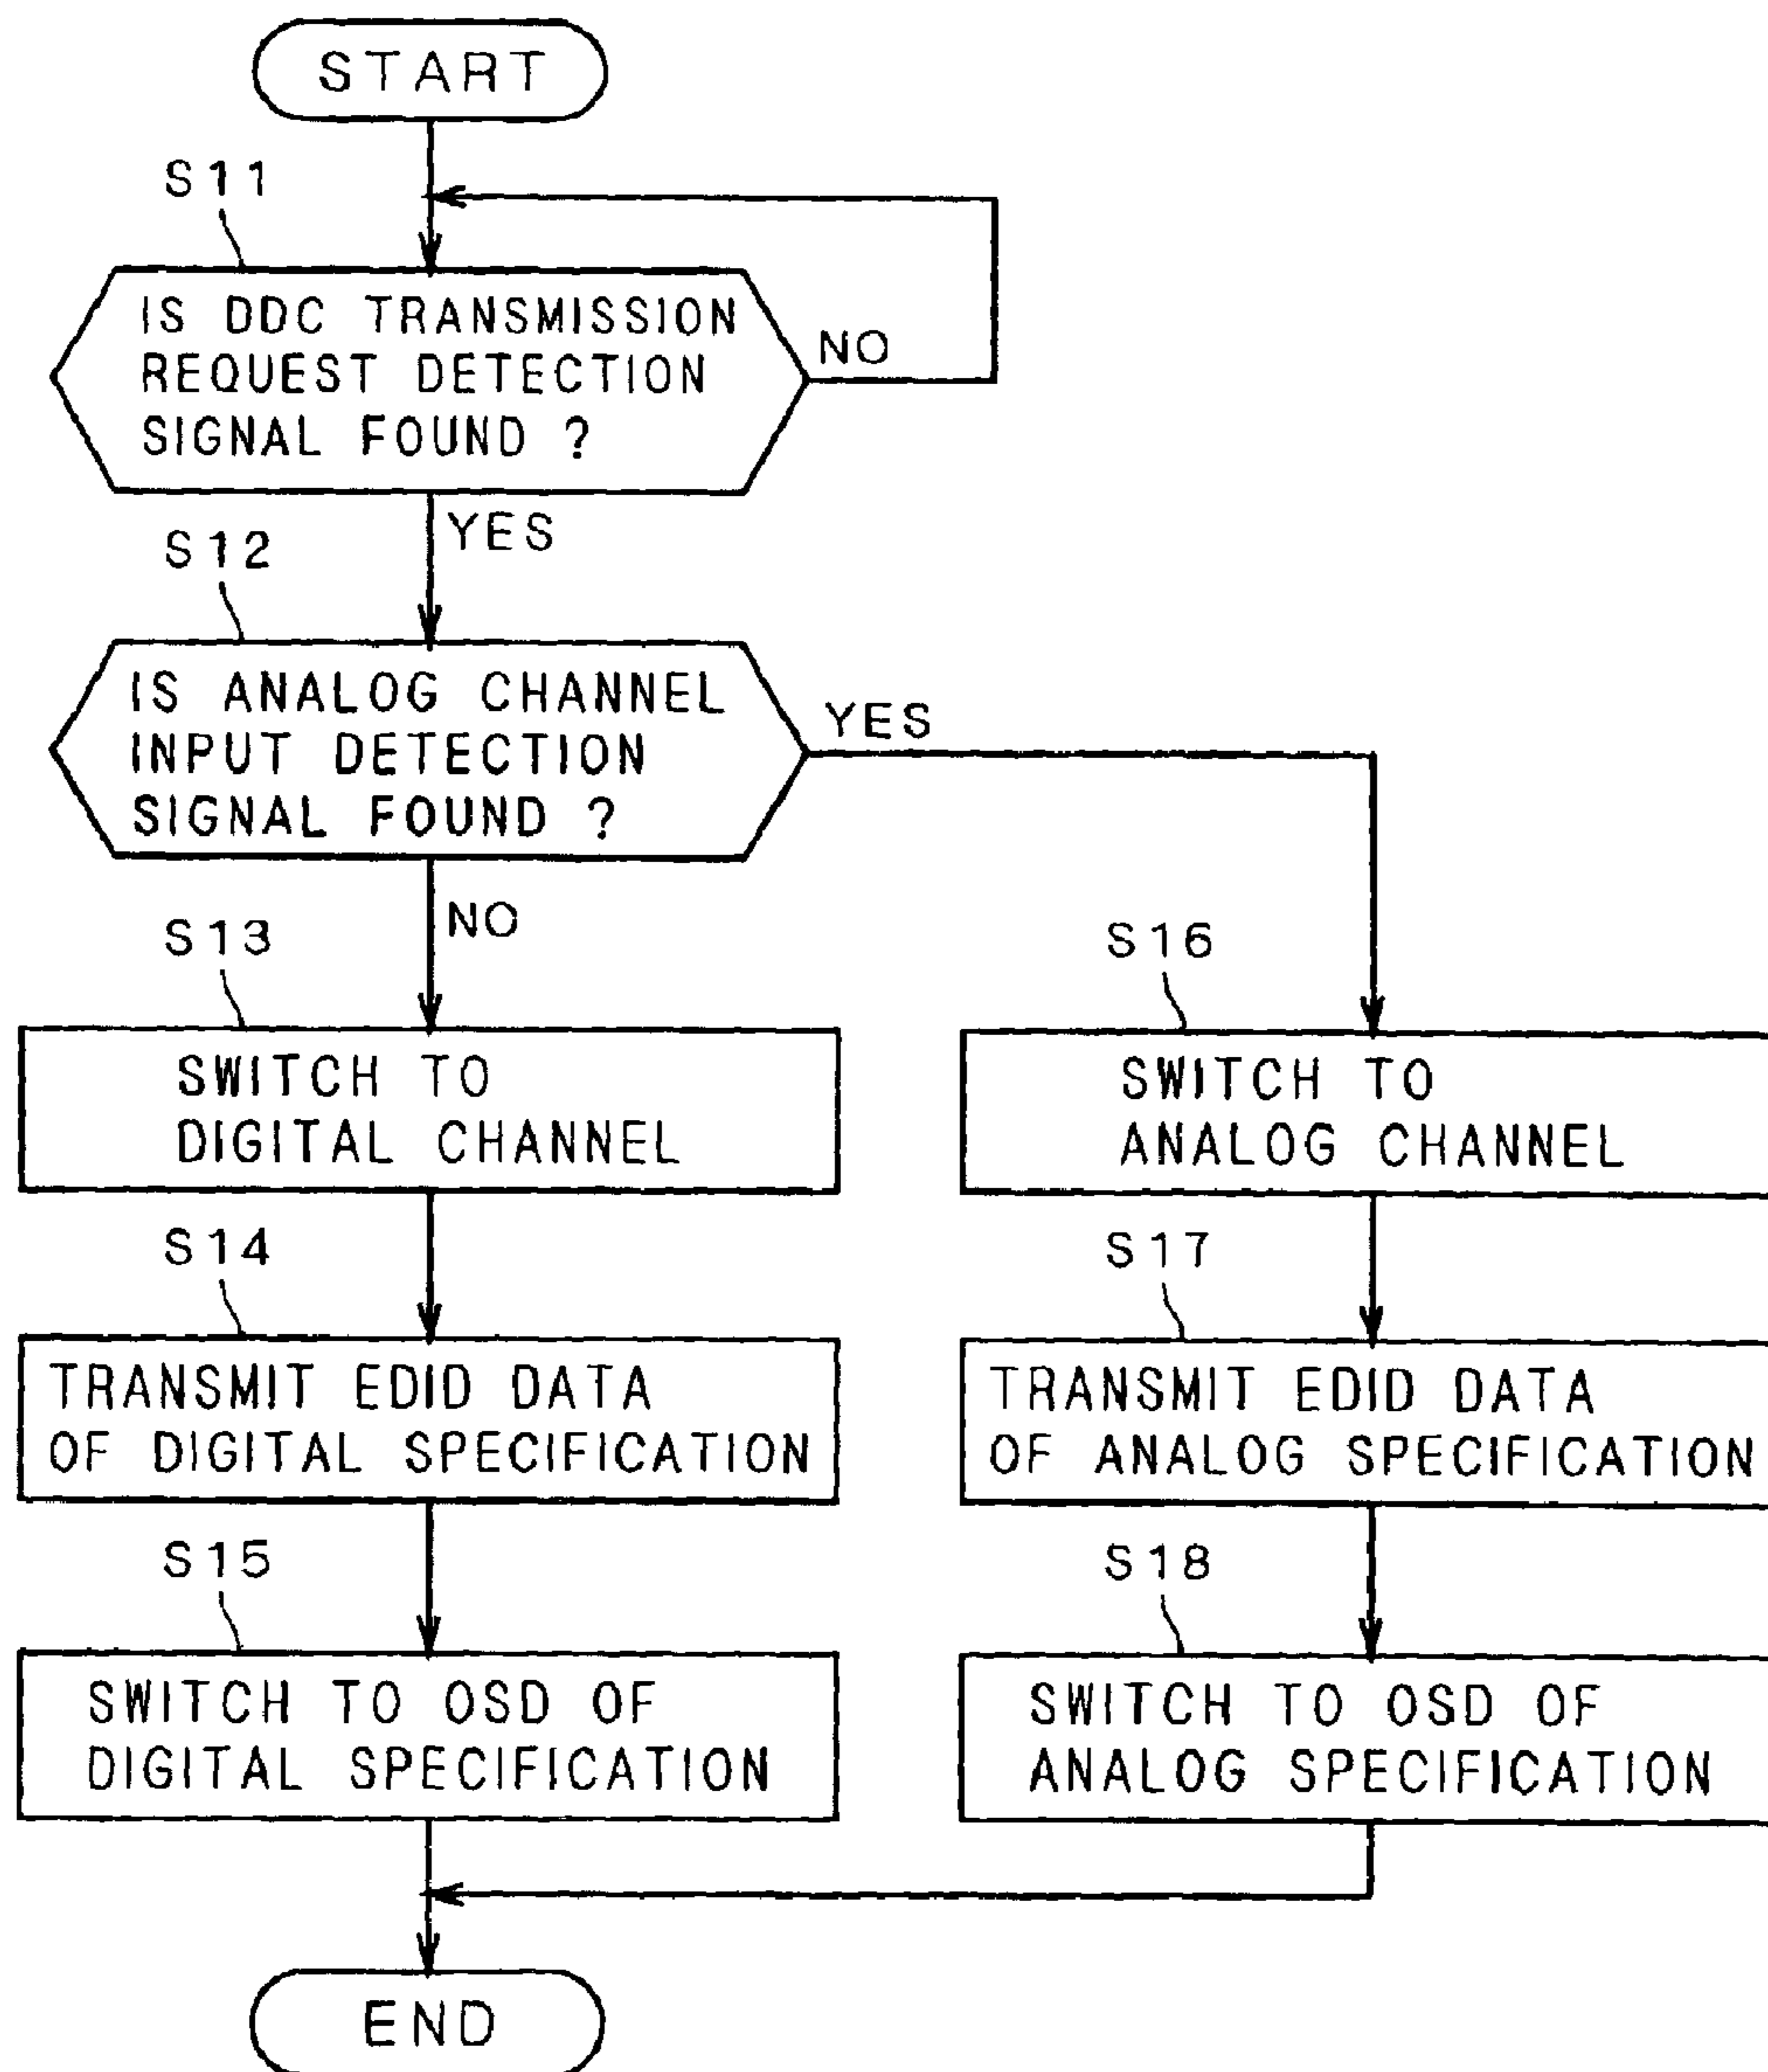 START
S11
IS DDC TRANSMISSION
REQUEST DETECTION
SIGNAL FOUND ?
NO
YES
S12
IS ANALOG CHANNEL
INPUT DETECTION
SIGNAL FOUND ?
YES
NO
S13
SWITCH TO
DIGITAL CHANNEL
S16
SWITCH TO
ANALOG CHANNEL
S14
TRANSMIT EDID DATA
OF DIGITAL SPECIFICATION
S17
TRANSMIT EDID DATA
OF ANALOG SPECIFICATION
S15
SWITCH TO OSD OF
DIGITAL SPECIFICATION
S18
SWITCH TO OSD OF
ANALOG SPECIFICATION
END